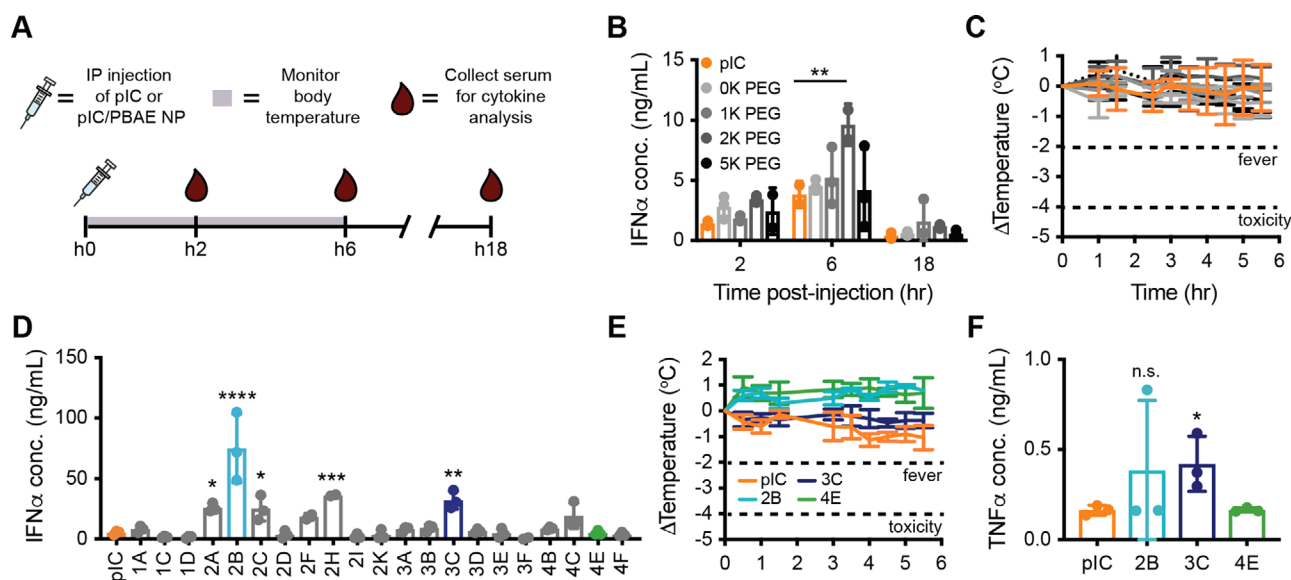 A
= IP injection of pIC or pIC/PBAE NP
= Monitor body temperature
= Collect serum for cytokine analysis
h0 h2 h6 h18
B
IFNα conc. (ng/mL)
15
10
5
0
pIC
0K PEG
1K PEG
2K PEG
5K PEG
**
2 6 18
Time post-injection (hr)
C
ΔTemperature (°C)
1
0
-1
-2
-3
-4
-5
fever
toxicity
0 1 2 3 4 5 6
Time (hr)
D
IFNα conc. (ng/mL)
150
100
50
0
* **** * *** **
pIC 1A 1C 1D 2A 2B 2C 2D 2F 2H 2I 2K 3A 3B 3C 3D 3E 3F 4B 4C 4E 4F
E
ΔTemperature (°C)
2
1
0
-1
-2
-3
-4
-5
fever
pIC 3C
2B 4E
toxicity
0 1 2 3 4 5 6
F
TNFα conc. (ng/mL)
1.0
0.5
0.0
n.s. *
pIC 2B 3C 4E